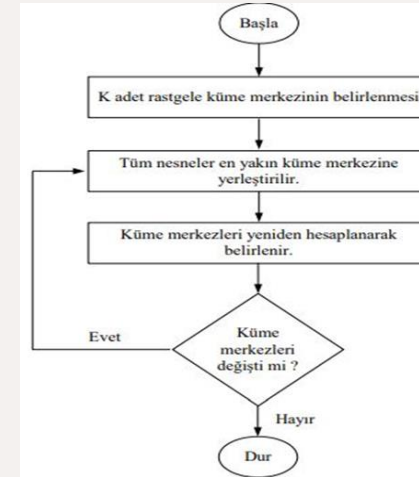 Başla
K adet rastgele küme merkezinin belirlenmesi
Tüm nesneler en yakın küme merkezine
yerleştirilir.
Küme merkezleri yeniden hesaplanarak
belirlenir.
Evet
Küme
merkezleri
değişti mi ?
Hayır
Dur